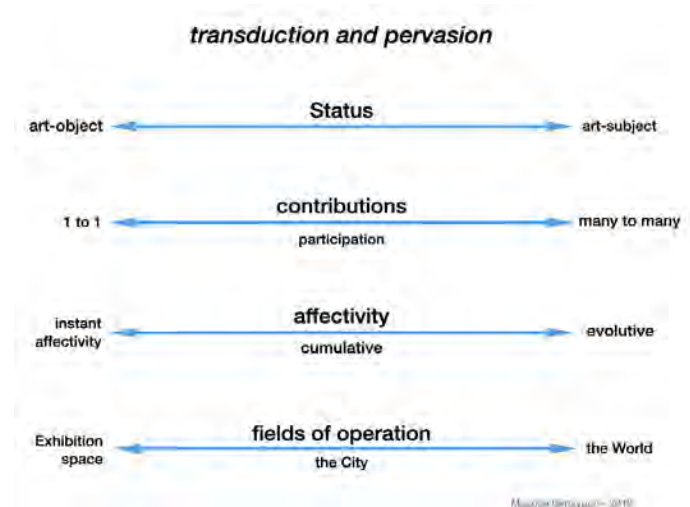 transduction and pervasion
Status
art-object
art-subject
contributions
1 to 1
many to many
participation
affectivity
instant
affectivity
evolutive
cumulative
fields of operation
Exhibition
space
the World
the City